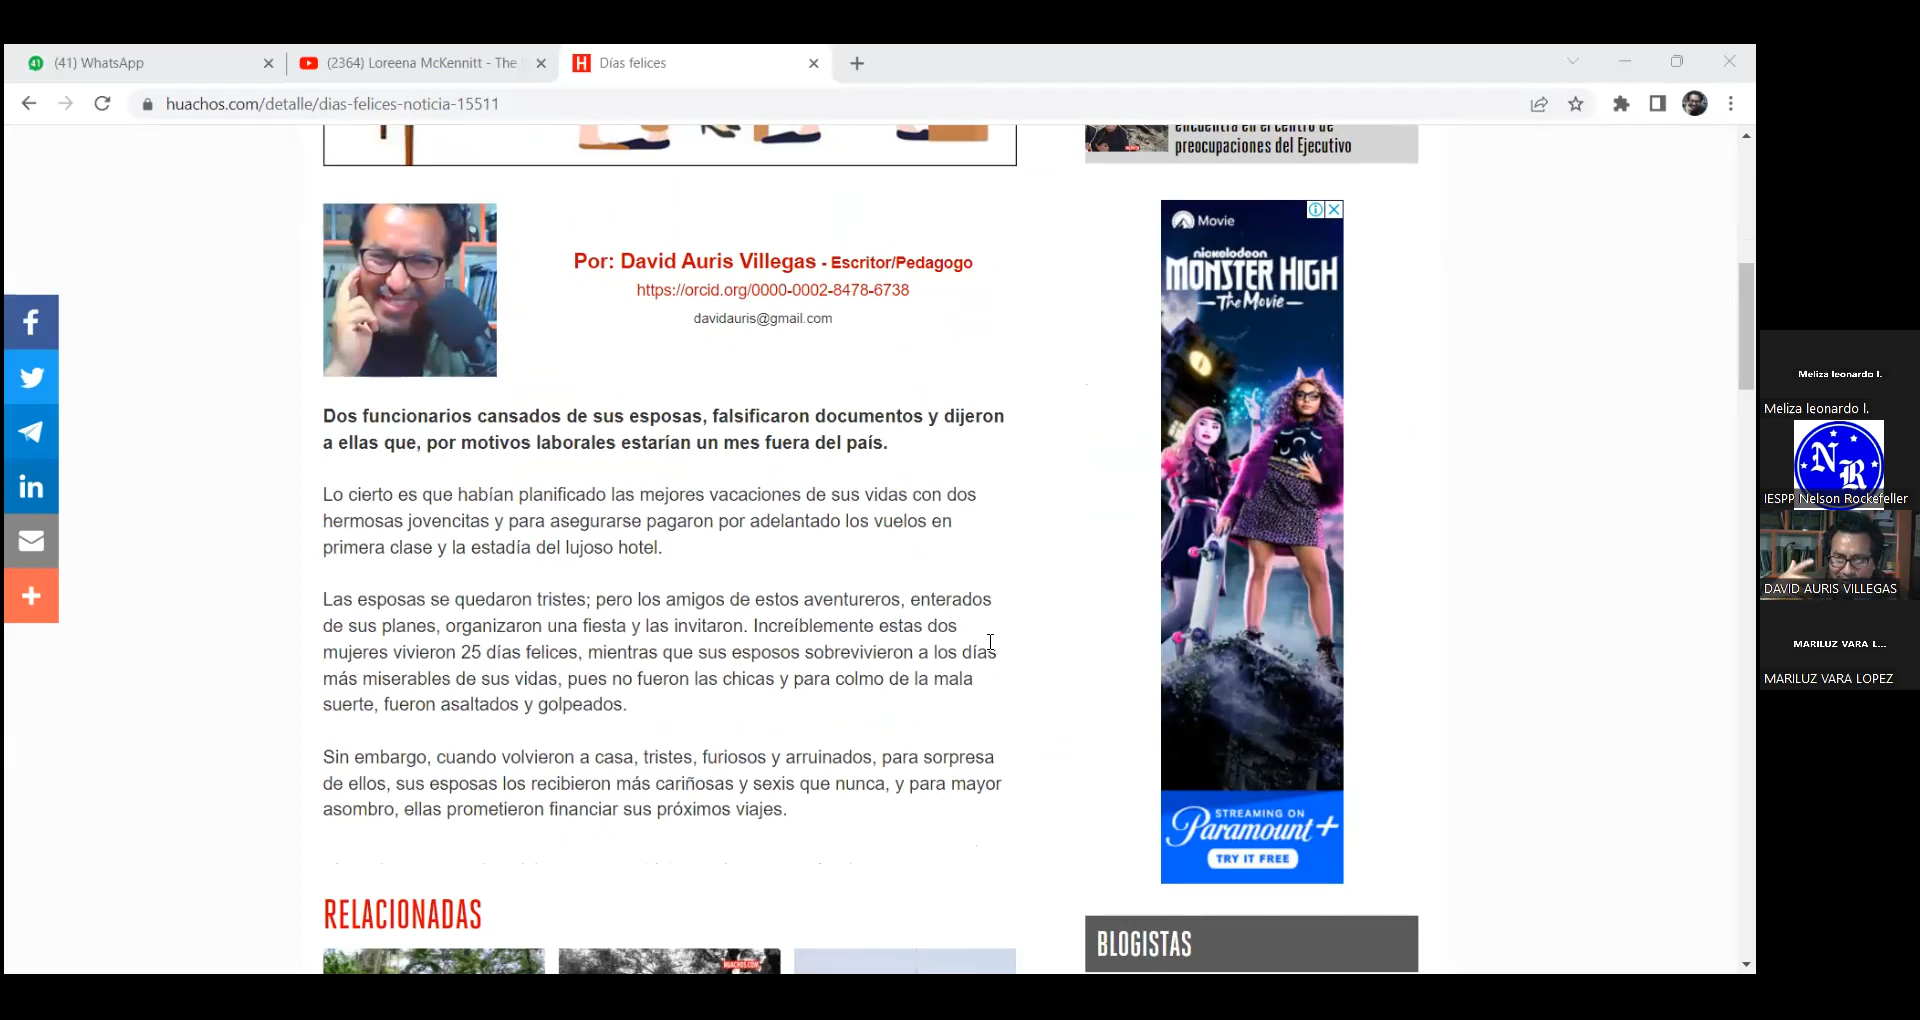 (41) WhatsApp
(2364) Loreena McKennitt - The
Días felices
huachos.com/detalle/dias-felices-noticia-15511
encuentra en el centro de
preocupaciones del Ejecutivo
Por: David Auris Villegas - Escritor/Pedagogo
https://orcid.org/0000-0002-8478-6738
davidauris@gmail.com
Dos funcionarios cansados de sus esposas, falsificaron documentos y dijeron
a ellas que, por motivos laborales estarían un mes fuera del país.
Lo cierto es que habían planificado las mejores vacaciones de sus vidas con dos
hermosas jovencitas y para asegurarse pagaron por adelantado los vuelos en
primera clase y la estadía del lujoso hotel.
Las esposas se quedaron tristes; pero los amigos de estos aventureros, enterados
de sus planes, organizaron una fiesta y las invitaron. Increíblemente estas dos
mujeres vivieron 25 días felices, mientras que sus esposos sobrevivieron a los días
más miserables de sus vidas, pues no fueron las chicas y para colmo de la mala
suerte, fueron asaltados y golpeados.
Sin embargo, cuando volvieron a casa, tristes, furiosos y arruinados, para sorpresa
de ellos, sus esposas los recibieron más cariñosas y sexis que nunca, y para mayor
asombro, ellas prometieron financiar sus próximos viajes.
RELACIONADAS
HUACHOS.COM
Movie
nickelodeon
MONSTER HIGH
The Movie
STREAMING ON
Paramount+
TRY IT FREE
BLOGISTAS
Meliza leonardo l.
Meliza leonardo l.
NR
IESPP Nelson Rockefeller
DAVID AURIS VILLEGAS
MARILUZ VARA L...
MARILUZ VARA LOPEZ